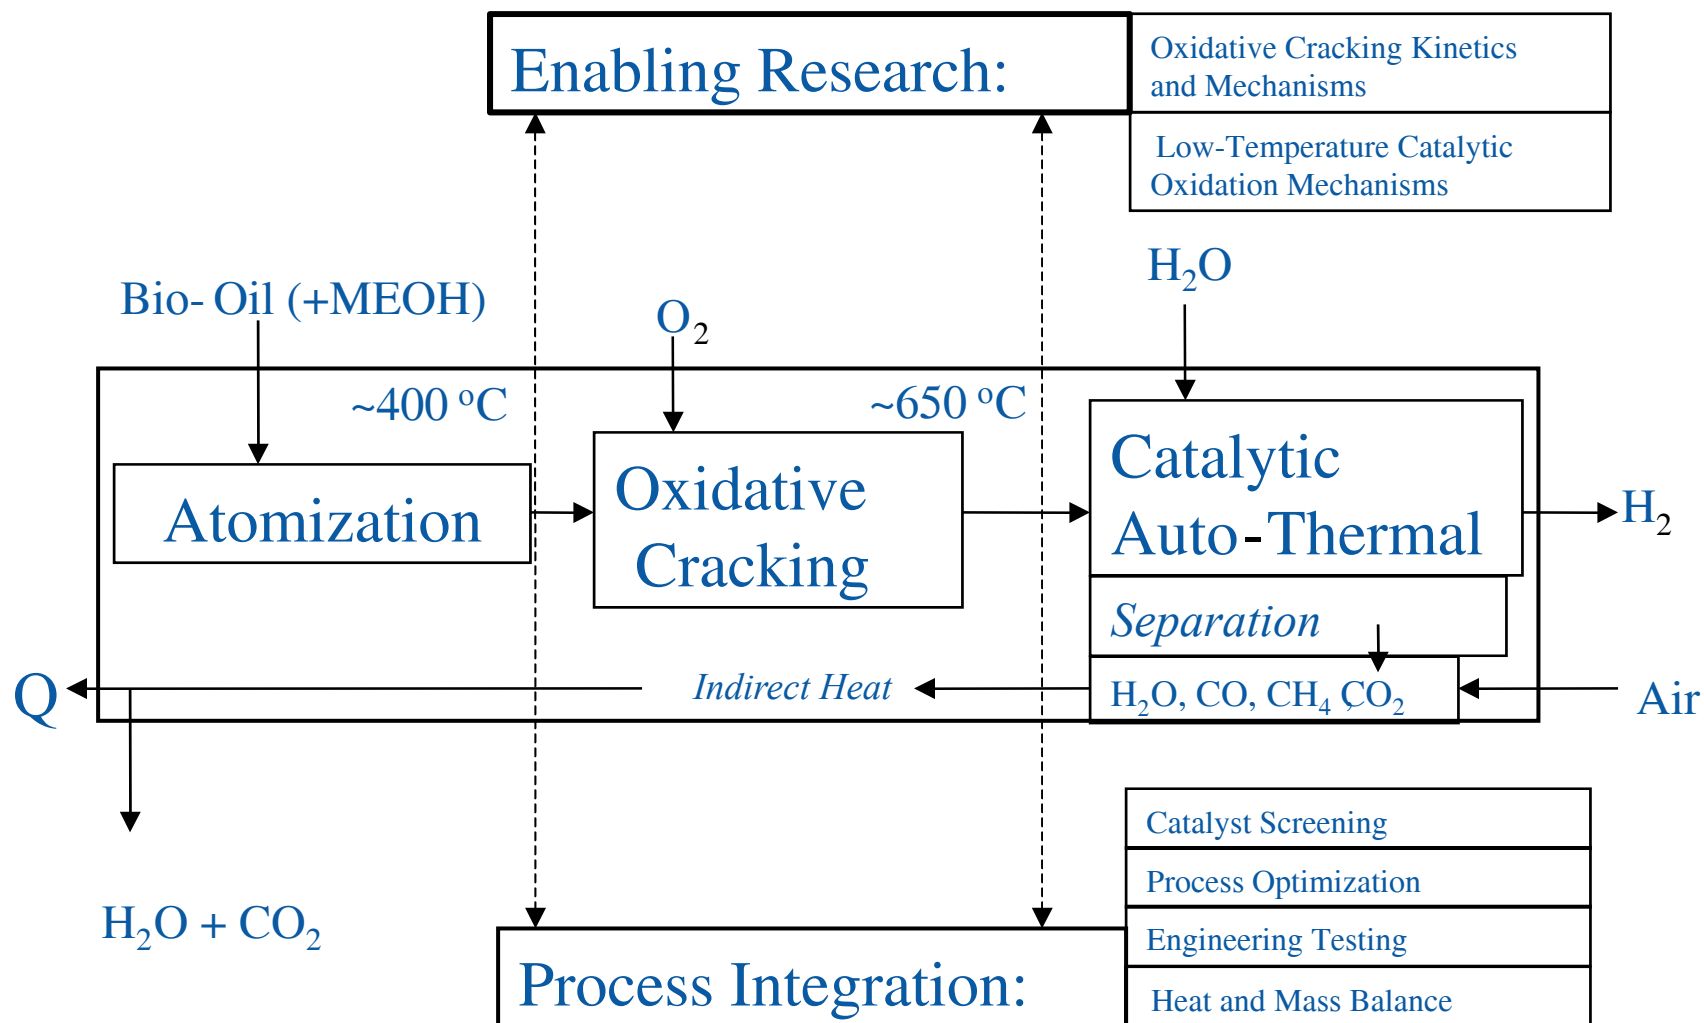 Enabling Research:
Oxidative Cracking Kinetics
and Mechanisms
Low-Temperature Catalytic
Oxidation Mechanisms
H₂O
Bio- Oil (+MEOH)
O₂
~400 °C
~650 °C
Atomization
Oxidative
Cracking
Catalytic
Auto-Thermal
H₂
Separation
Q
Indirect Heat
H₂O, CO, CH₄ ,CO₂
Air
H₂O + CO₂
Catalyst Screening
Process Optimization
Engineering Testing
Heat and Mass Balance
Process Integration: